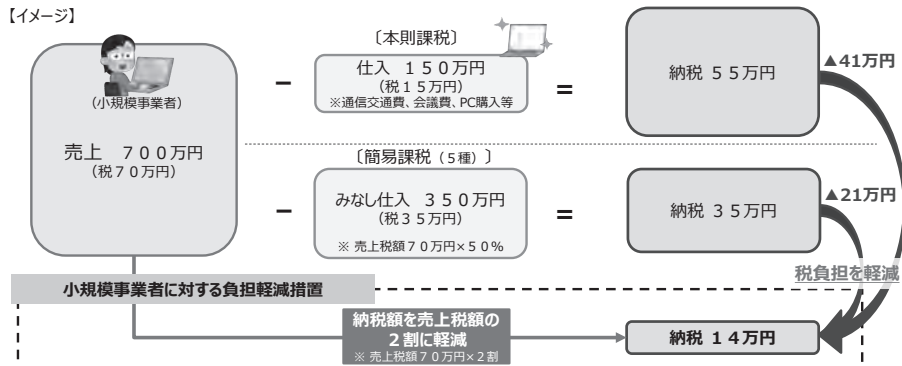 【イメージ】
(小規模事業者)
売上 ７００万円
(税７０万円)
−
〔本則課税〕
仕入 １５０万円
(税１５万円)
※通信交通費、会議費、PC購入等
=
納税 ５５万円
▲41万円
〔簡易課税（５種）〕
−
みなし仕入 ３５０万円
(税３５万円)
※ 売上税額７０万円×５０％
=
納税 ３５万円
▲21万円
税負担を軽減
小規模事業者に対する負担軽減措置
納税額を売上税額の
２割に軽減
※ 売上税額７０万円×２割
納税 １４万円